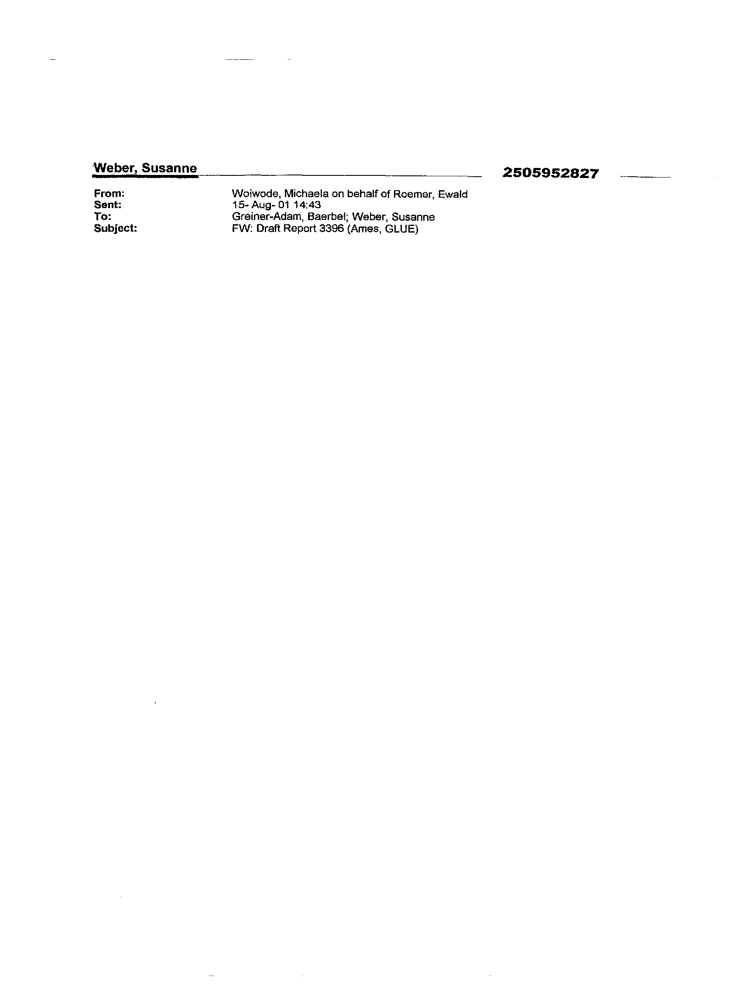 Weber, Susanne
2505952827
From: Woiwode, Michaela on behalf of Roemer, Ewald
Sent: 15- Aug- 01 14:43
To: Greiner-Adam, Baerbel; Weber, Susanne
Subject: FW: Draft Report 3396 (Ames, GLUE)